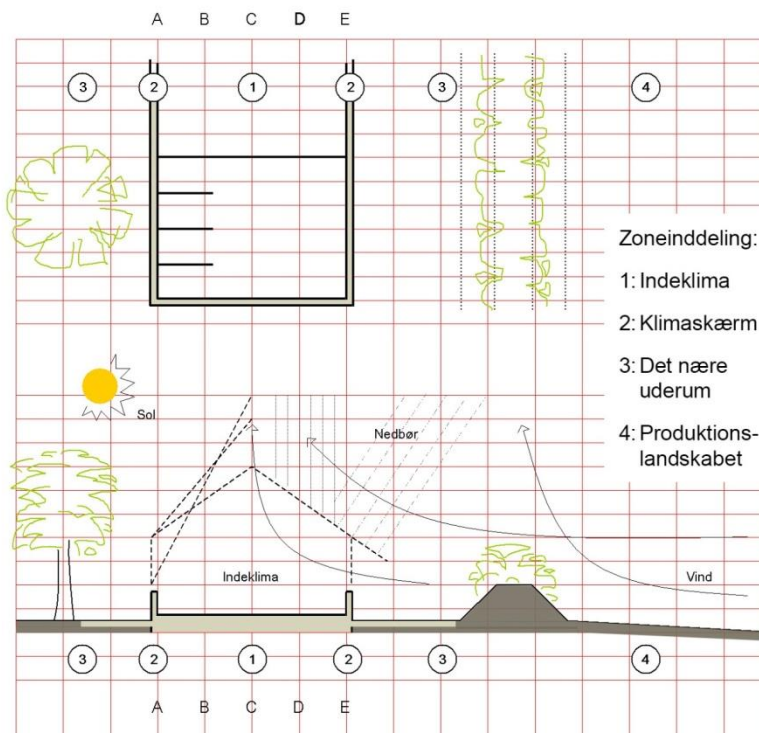 A B C D E
3 2 1 2 3 4
Zoneinddeling:
1: Indeklima
2: Klimaskærm
3: Det nære
uderum
4: Produktions-
landskabet
Sol
Nedbør
Indeklima
Vind
3 2 1 2 3 4
A B C D E